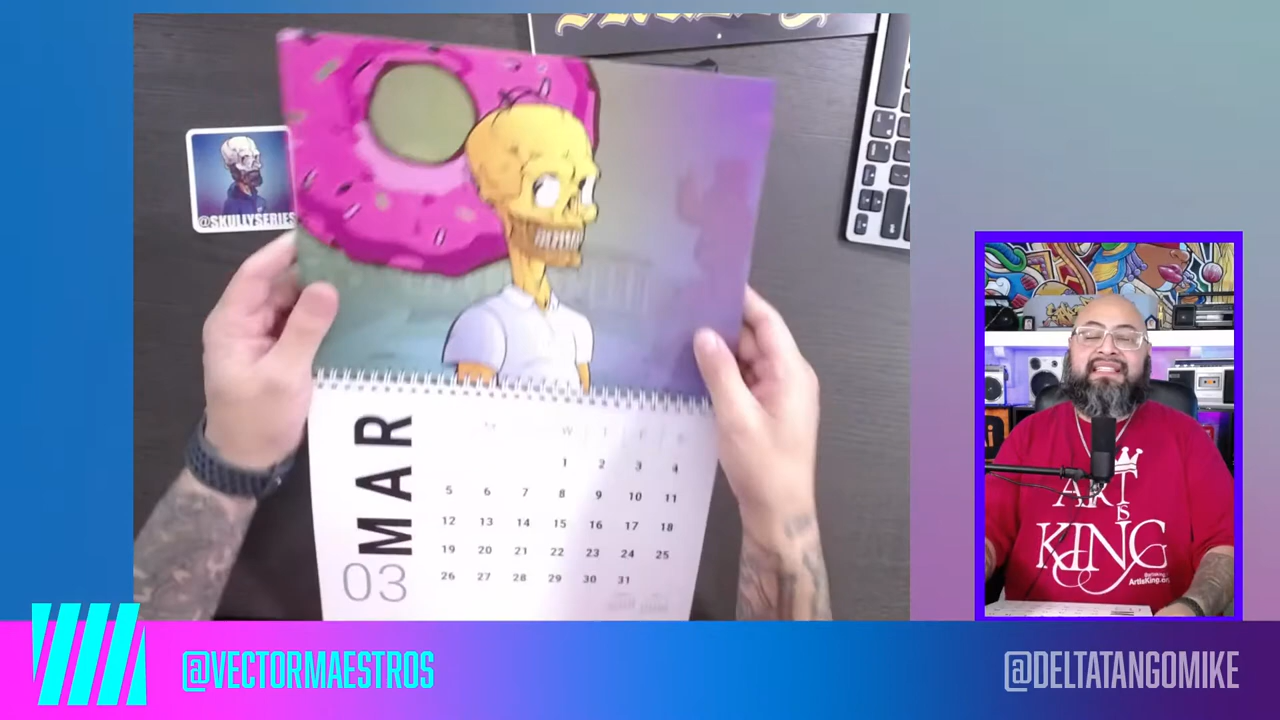 @SKULLYSERIES
MAR
03
W T F S
1 2 3 4
5 6 7 8 9 10 11
12 13 14 15 16 17 18
19 20 21 22 23 24 25
26 27 28 29 30 31
ART
IS
KING
ArtIsKing.org
@VECTORMAESTROS
@DELTATANGOMIKE